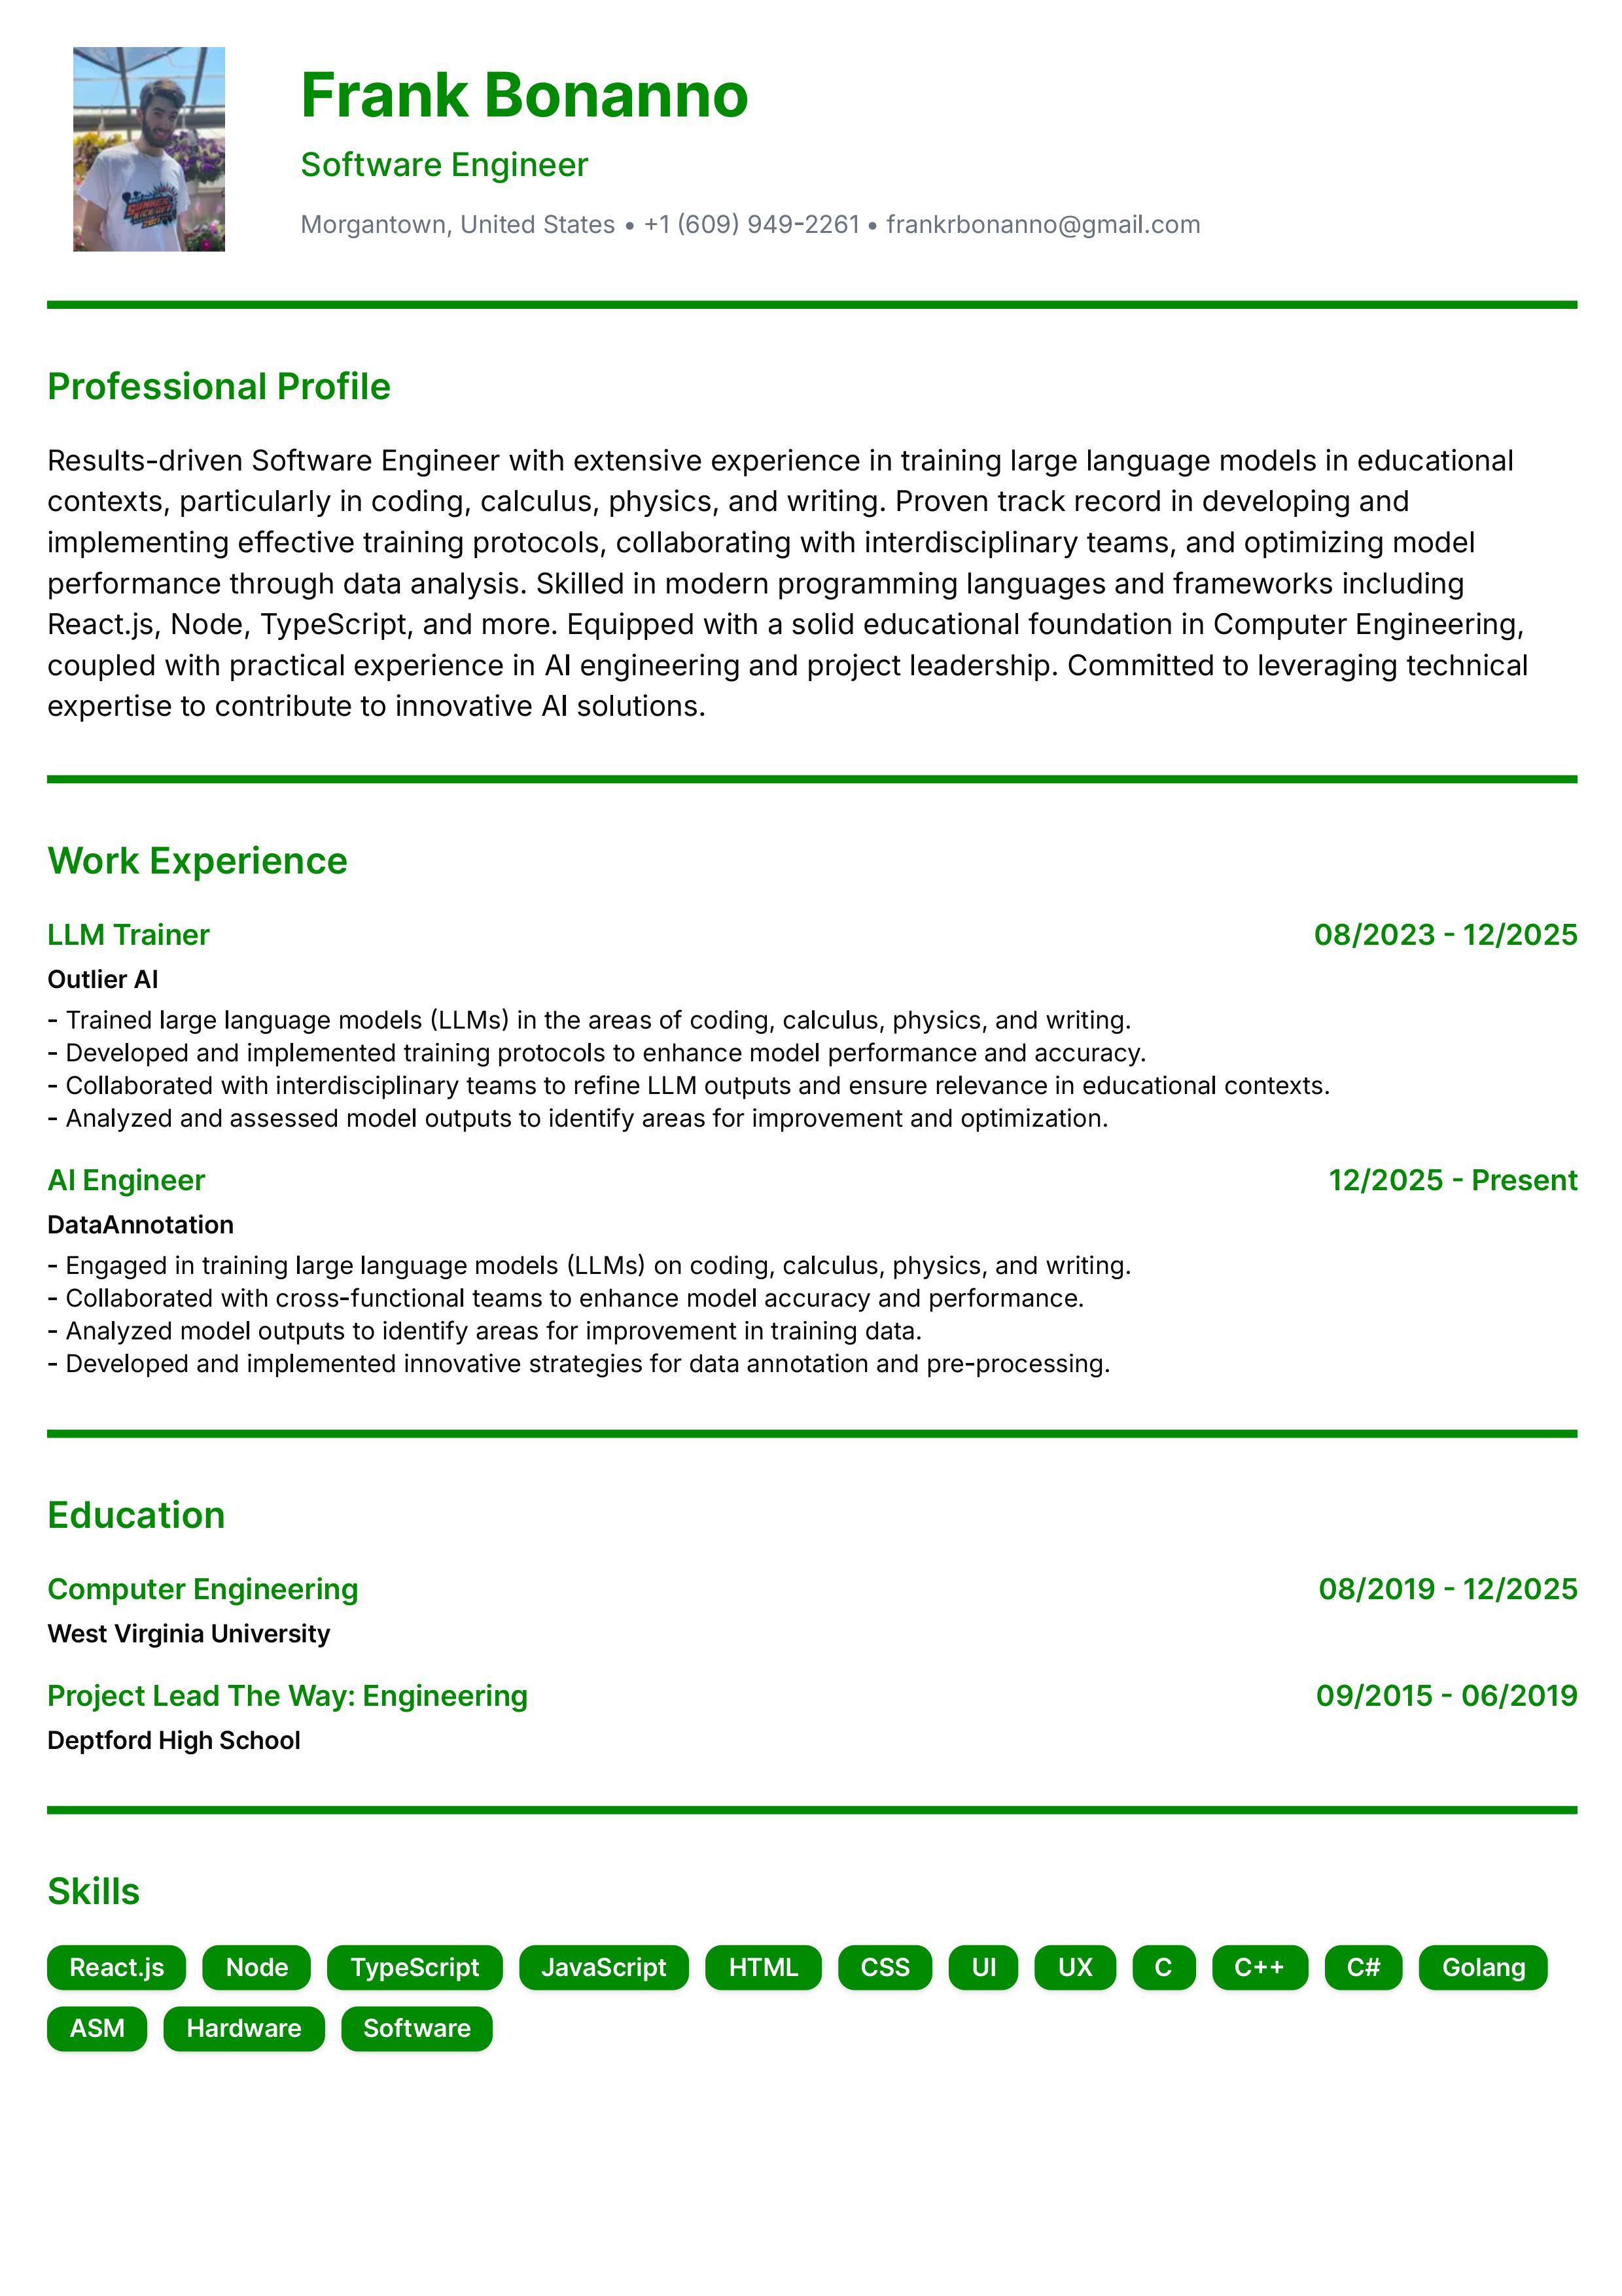 Frank Bonanno
Software Engineer
Morgantown, United States • +1 (609) 949-2261 • frankrbonanno@gmail.com
Professional Profile
Results-driven Software Engineer with extensive experience in training large language models in educational
contexts, particularly in coding, calculus, physics, and writing. Proven track record in developing and
implementing effective training protocols, collaborating with interdisciplinary teams, and optimizing model
performance through data analysis. Skilled in modern programming languages and frameworks including
React.js, Node, TypeScript, and more. Equipped with a solid educational foundation in Computer Engineering,
coupled with practical experience in AI engineering and project leadership. Committed to leveraging technical
expertise to contribute to innovative AI solutions.
Work Experience
LLM Trainer 08/2023 - 12/2025
Outlier AI
- Trained large language models (LLMs) in the areas of coding, calculus, physics, and writing.
- Developed and implemented training protocols to enhance model performance and accuracy.
- Collaborated with interdisciplinary teams to refine LLM outputs and ensure relevance in educational contexts.
- Analyzed and assessed model outputs to identify areas for improvement and optimization.
AI Engineer 12/2025 - Present
DataAnnotation
- Engaged in training large language models (LLMs) on coding, calculus, physics, and writing.
- Collaborated with cross-functional teams to enhance model accuracy and performance.
- Analyzed model outputs to identify areas for improvement in training data.
- Developed and implemented innovative strategies for data annotation and pre-processing.
Education
Computer Engineering 08/2019 - 12/2025
West Virginia University
Project Lead The Way: Engineering 09/2015 - 06/2019
Deptford High School
Skills
React.js Node TypeScript JavaScript HTML CSS UI UX C C++ C# Golang
ASM Hardware Software